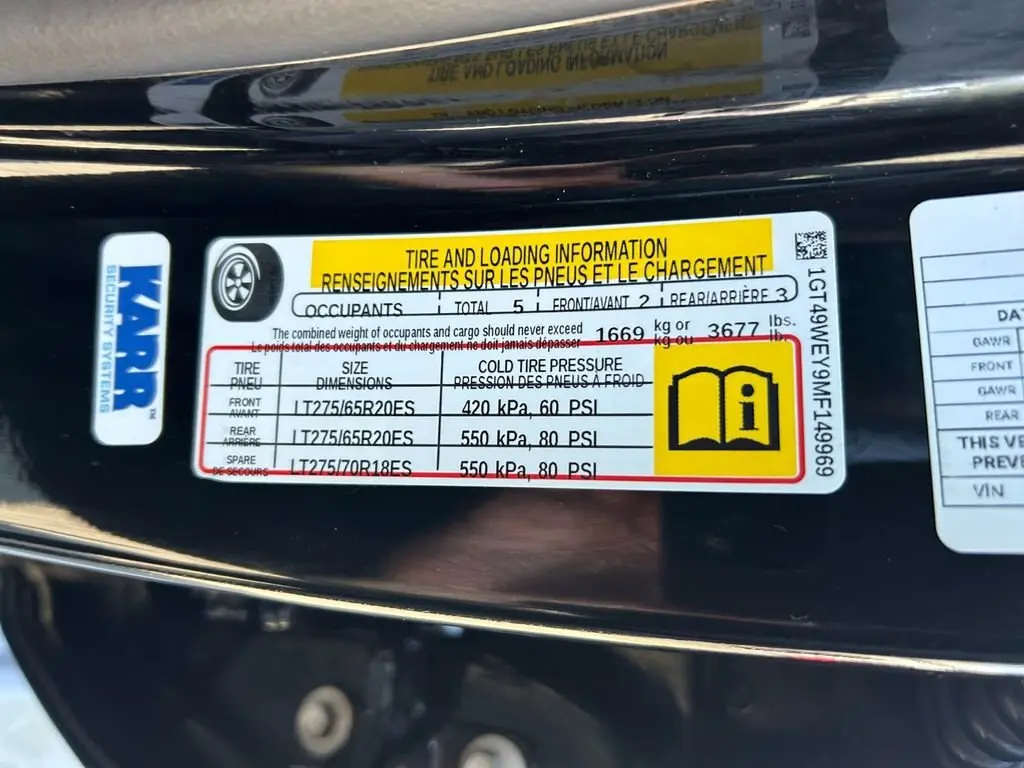 TIRE AND LOADING INFORMATION
KARR
SECURITY SYSTEMS
TM
TIRE AND LOADING INFORMATION
RENSEIGNEMENTS SUR LES PNEUS ET LE CHARGEMENT
OCCUPANTS TOTAL 5 FRONT/AVANT 2 REAR/ARRIÈRE 3
The combined weight of occupants and cargo should never exceed 1669 kg or 3677 lbs.
Le poids total des occupants et du chargement ne doit jamais dépasser kg ou lb.
TIRE SIZE COLD TIRE PRESSURE
PNEU DIMENSIONS PRESSION DES PNEUS A FROID
FRONT LT275/65R20ES 420 kPa, 60 PSI
AVANT
REAR LT275/65R20ES 550 kPa, 80 PSI
ARRIÈRE
SPARE LT275/70R18ES 550 kPa, 80 PSI
DE SECOURS
i
1GT49WEY9MF149969
GAWR
FRONT
GAWR
REAR
THIS VE
PREVE
VIN